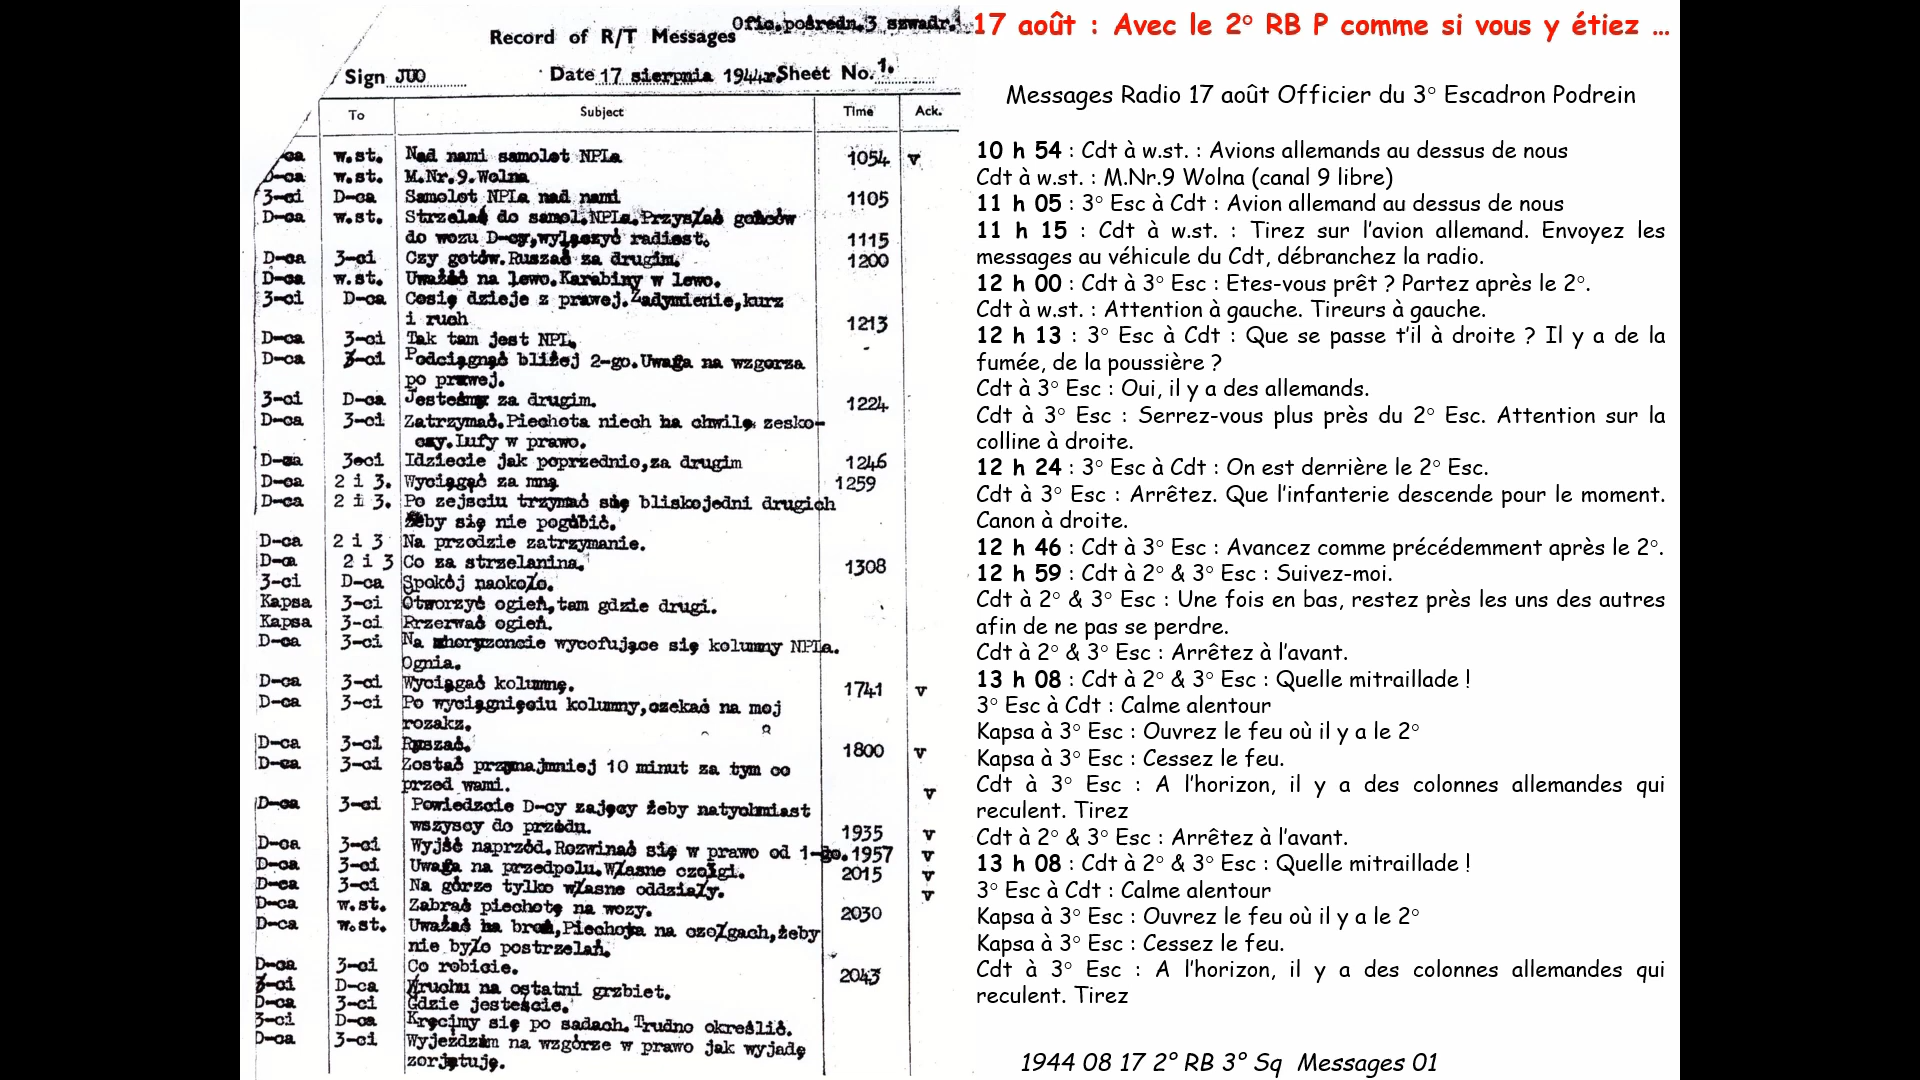 Ofic.pośredn.3 szwadr.
Record of R/T Messages
Sign JUO Date 17 sierpnia 1944r. Sheet No. 1.
To Subject Time Ack.
D-ca w.st. Nad nami samolot NPLa 1054 v
D-ca w.st. M.Nr.9.Wolna
3-ci D-ca Samolot NPLa nad nami 1105
D-ca w.st. Strzelać do samol.NPLa.Przysłać gońców
do wozu D-cy,wyłączyć radiost. 1115
D-ca 3-ci Czy gotów.Ruszać za drugim. 1200
D-ca w.st. Uważać na lewo.Karabiny w lewo.
3-ci D-ca Cosię dzieje z prawej.Zadymienie,kurz
i ruch 1213
D-ca 3-ci Tak tam jest NPL.
D-ca 3-ci Podciągnąć bliżej 2-go.Uwaga na wzgorza
po prawej.
3-ci D-ca Jesteśmy za drugim. 1224
D-ca 3-ci Zatrzymać.Piechota niech na chwilę zesko-
czy.Lufy w prawo.
D-ca 3-ci Idziecie jak poprzednio,za drugim 1246
D-ca 2 i 3. Wyciągąć za mną 1259
D-ca 2 i 3. Po zejsciu trzymać się bliskojedni drugich
żeby się nie pogubić.
D-ca 2 i 3 Na przodzie zatrzymanie.
D-ca 2 i 3 Co za strzelanina. 1308
3-ci D-ca Spokój naokoło.
Kapsa 3-ci Otworzyć ogień,tam gdzie drugi.
Kapsa 3-ci Przerwać ogień.
D-ca 3-ci Na horyzoncie wycofujące się kolumny NPLa.
Ognia.
D-ca 3-ci Wyciągać kolumnę. 1741 v
D-ca 3-ci Po wyciągnięciu kolumny,czekać na moj
rozakz.
D-ca 3-ci Ruszać. 1800 v
D-ca 3-ci Zostać przynajmniej 10 minut za tym co
przed wami. v
D-ca 3-ci Powiedzcie D-cy zajęcy żeby natychmiast
wszyscy do przodu. 1935 v
D-ca 3-ci Wyjść naprzód.Rozwinać się w prawo od 1-go. 1957 v
D-ca 3-ci Uwaga na przedpolu.Własne czołgi. 2015 v
D-ca 3-ci Na górze tylko własne oddziały. v
D-ca w.st. Zabrać piechotę na wozy. 2030
D-ca w.st. Uważać na broń,Piechota na czołgach,żeby
nie było postrzelań.
D-ca 3-ci Co robicie. 2043
3-ci D-ca Wruchu na ostatni grzbiet.
D-ca 3-ci Gdzie jesteście.
3-ci D-ca Kręcimy się po sadach.Trudno określić.
D-ca 3-ci Wyjeżdzam na wzgórze w prawo jak wyjadę
zorjętuję.
17 août : Avec le 2° RB P comme si vous y étiez ...
Messages Radio 17 août Officier du 3° Escadron Podrein
10 h 54 : Cdt à w.st. : Avions allemands au dessus de nous
Cdt à w.st. : M.Nr.9 Wolna (canal 9 libre)
11 h 05 : 3° Esc à Cdt : Avion allemand au dessus de nous
11 h 15 : Cdt à w.st. : Tirez sur l'avion allemand. Envoyez les
messages au véhicule du Cdt, débranchez la radio.
12 h 00 : Cdt à 3° Esc : Etes-vous prêt ? Partez après le 2°.
Cdt à w.st. : Attention à gauche. Tireurs à gauche.
12 h 13 : 3° Esc à Cdt : Que se passe t'il à droite ? Il y a de la
fumée, de la poussière ?
Cdt à 3° Esc : Oui, il y a des allemands.
Cdt à 3° Esc : Serrez-vous plus près du 2° Esc. Attention sur la
colline à droite.
12 h 24 : 3° Esc à Cdt : On est derrière le 2° Esc.
Cdt à 3° Esc : Arrêtez. Que l'infanterie descende pour le moment.
Canon à droite.
12 h 46 : Cdt à 3° Esc : Avancez comme précédemment après le 2°.
12 h 59 : Cdt à 2° & 3° Esc : Suivez-moi.
Cdt à 2° & 3° Esc : Une fois en bas, restez près les uns des autres
afin de ne pas se perdre.
Cdt à 2° & 3° Esc : Arrêtez à l'avant.
13 h 08 : Cdt à 2° & 3° Esc : Quelle mitraillade !
3° Esc à Cdt : Calme alentour
Kapsa à 3° Esc : Ouvrez le feu où il y a le 2°
Kapsa à 3° Esc : Cessez le feu.
Cdt à 3° Esc : A l'horizon, il y a des colonnes allemandes qui
reculent. Tirez
Cdt à 2° & 3° Esc : Arrêtez à l'avant.
13 h 08 : Cdt à 2° & 3° Esc : Quelle mitraillade !
3° Esc à Cdt : Calme alentour
Kapsa à 3° Esc : Ouvrez le feu où il y a le 2°
Kapsa à 3° Esc : Cessez le feu.
Cdt à 3° Esc : A l'horizon, il y a des colonnes allemandes qui
reculent. Tirez
1944 08 17 2° RB 3° Sq Messages 01